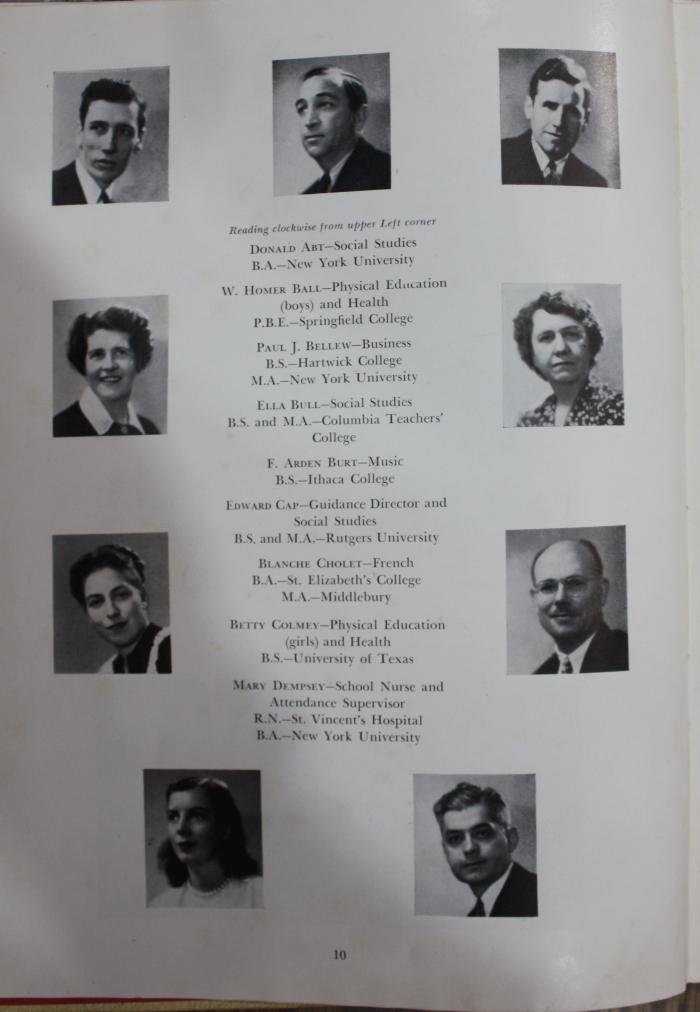 Reading clockwise from upper Left corner
Donald Abt—Social Studies
B.A.—New York University
W. Homer Ball—Physical Education
(boys) and Health
P.B.E.—Springfield College
Paul J. Bellew—Business
B.S.—Hartwick College
M.A.—New York University
Ella Bull—Social Studies
B.S. and M.A.—Columbia Teachers'
College
F. Arden Burt—Music
B.S.—Ithaca College
Edward Cap—Guidance Director and
Social Studies
B.S. and M.A.—Rutgers University
Blanche Cholet—French
B.A.—St. Elizabeth's College
M.A.—Middlebury
Betty Colmey—Physical Education
(girls) and Health
B.S.—University of Texas
Mary Dempsey—School Nurse and
Attendance Supervisor
R.N.—St. Vincent's Hospital
B.A.—New York University
10